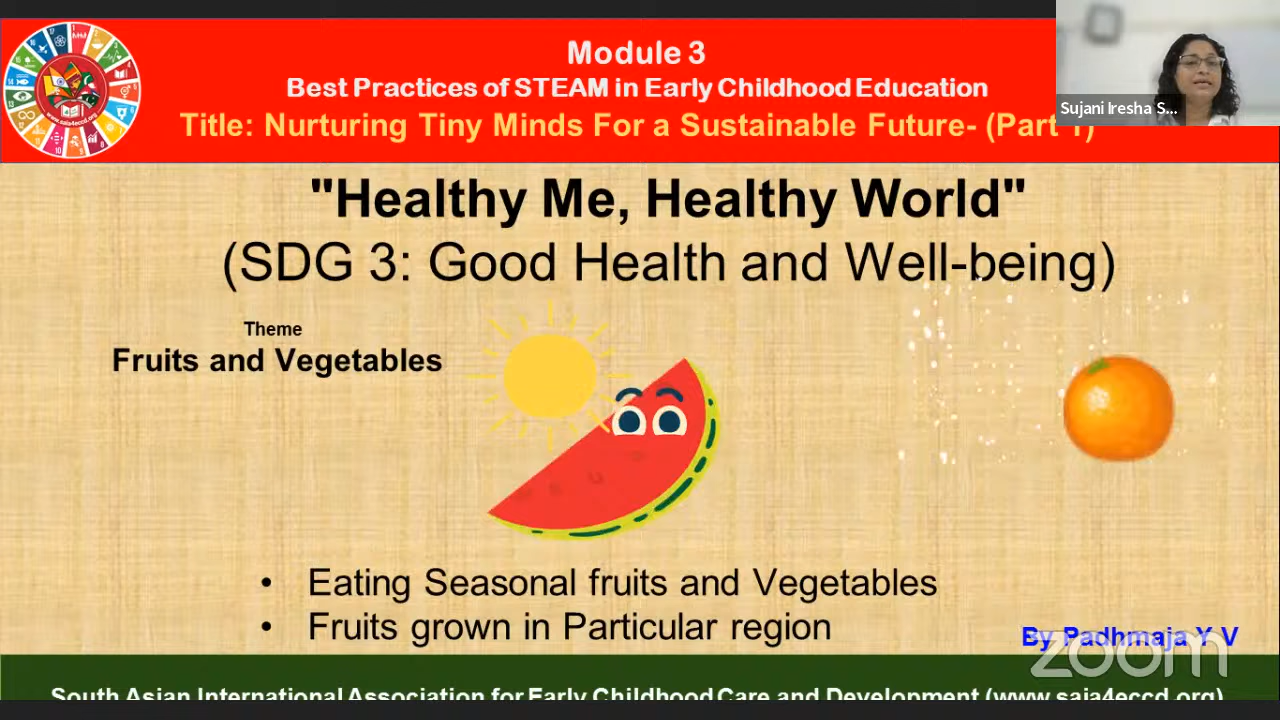 Module 3
Best Practices of STEAM in Early Childhood Education
Title: Nurturing Tiny Minds For a Sustainable Future- (Part 1)
Sujani Iresha S...
www.saia4eccd.org
"Healthy Me, Healthy World"
(SDG 3: Good Health and Well-being)
Theme
Fruits and Vegetables
• Eating Seasonal fruits and Vegetables
• Fruits grown in Particular region
By Padhmaja Y V
zoom
South Asian International Association for Early Childhood Care and Development (www.saia4eccd.org)